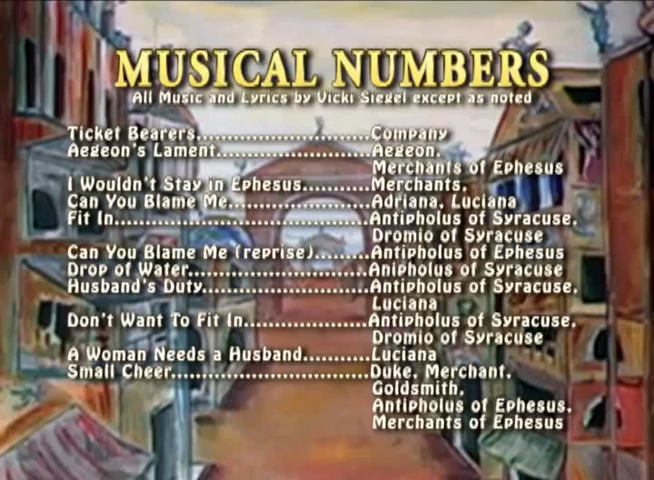 MUSICAL NUMBERS
All Music and Lyrics by Vicki Siegel except as noted
Ticket Bearers............................Company
Aegeon's Lament.........................Aegeon,
Merchants of Ephesus
I Wouldn't Stay in Ephesus...........Merchants,
Can You Blame Me.......................Adriana, Luciana
Fit In..........................................Antipholus of Syracuse,
Dromio of Syracuse
Can You Blame Me (reprise).........Antipholus of Ephesus
Drop of Water.............................Anipholus of Syracuse
Husband's Duty...........................Antipholus of Syracuse,
Luciana
Don't Want To Fit In....................Antipholus of Syracuse,
Dromio of Syracuse
A Woman Needs a Husband...........Luciana
Small Cheer................................Duke, Merchant,
Goldsmith,
Antipholus of Ephesus,
Merchants of Ephesus